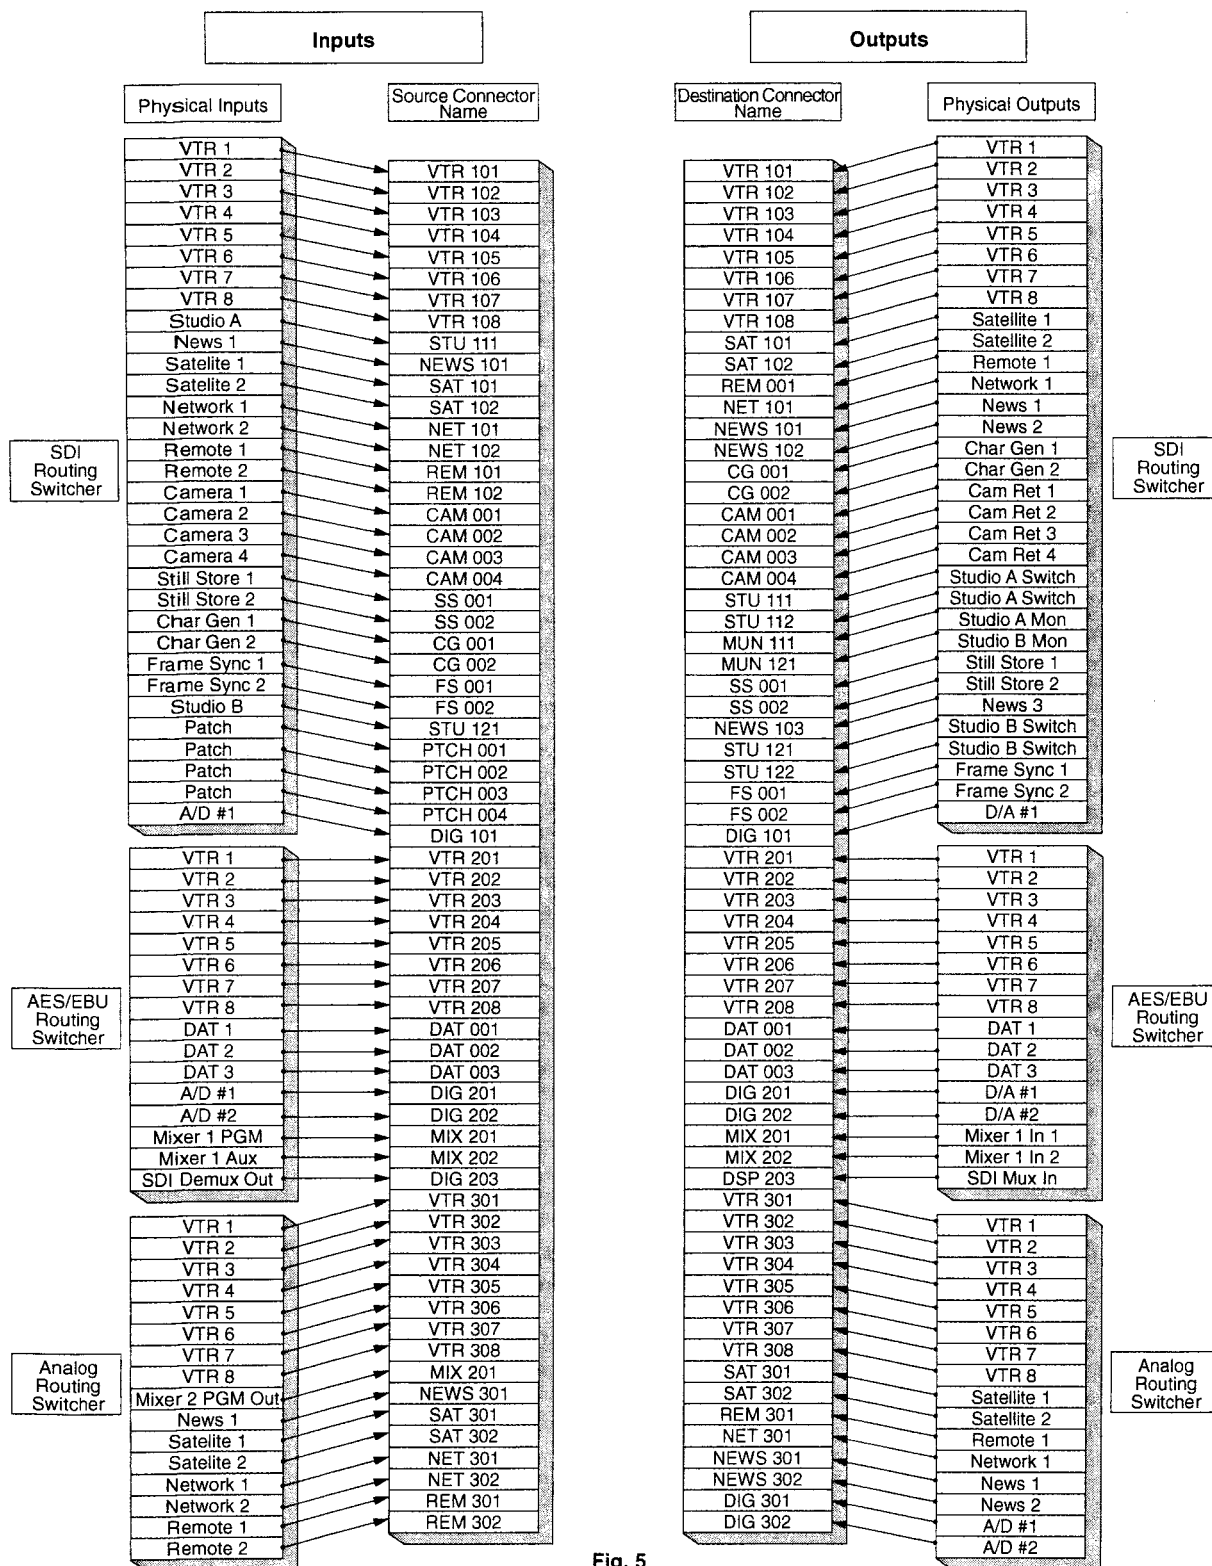 Inputs
Physical Inputs
Source Connector
Name
SDI
Routing
Switcher
VTR 1
VTR 2
VTR 3
VTR 4
VTR 5
VTR 6
VTR 7
VTR 8
Studio A
News 1
Satelite 1
Satelite 2
Network 1
Network 2
Remote 1
Remote 2
Camera 1
Camera 2
Camera 3
Camera 4
Still Store 1
Still Store 2
Char Gen 1
Char Gen 2
Frame Sync 1
Frame Sync 2
Studio B
Patch
Patch
Patch
Patch
A/D #1
AES/EBU
Routing
Switcher
VTR 1
VTR 2
VTR 3
VTR 4
VTR 5
VTR 6
VTR 7
VTR 8
DAT 1
DAT 2
DAT 3
A/D #1
A/D #2
Mixer 1 PGM
Mixer 1 Aux
SDI Demux Out
Analog
Routing
Switcher
VTR 1
VTR 2
VTR 3
VTR 4
VTR 5
VTR 6
VTR 7
VTR 8
Mixer 2 PGM Out
News 1
Satelite 1
Satelite 2
Network 1
Network 2
Remote 1
Remote 2
VTR 101
VTR 102
VTR 103
VTR 104
VTR 105
VTR 106
VTR 107
VTR 108
STU 111
NEWS 101
SAT 101
SAT 102
NET 101
NET 102
REM 101
REM 102
CAM 001
CAM 002
CAM 003
CAM 004
SS 001
SS 002
CG 001
CG 002
FS 001
FS 002
STU 121
PTCH 001
PTCH 002
PTCH 003
PTCH 004
DIG 101
VTR 201
VTR 202
VTR 203
VTR 204
VTR 205
VTR 206
VTR 207
VTR 208
DAT 001
DAT 002
DAT 003
DIG 201
DIG 202
MIX 201
MIX 202
DIG 203
VTR 301
VTR 302
VTR 303
VTR 304
VTR 305
VTR 306
VTR 307
VTR 308
MIX 201
NEWS 301
SAT 301
SAT 302
NET 301
NET 302
REM 301
REM 302
Outputs
Destination Connector
Name
Physical Outputs
VTR 101
VTR 102
VTR 103
VTR 104
VTR 105
VTR 106
VTR 107
VTR 108
SAT 101
SAT 102
REM 001
NET 101
NEWS 101
NEWS 102
CG 001
CG 002
CAM 001
CAM 002
CAM 003
CAM 004
STU 111
STU 112
MUN 111
MUN 121
SS 001
SS 002
NEWS 103
STU 121
STU 122
FS 001
FS 002
DIG 101
VTR 201
VTR 202
VTR 203
VTR 204
VTR 205
VTR 206
VTR 207
VTR 208
DAT 001
DAT 002
DAT 003
DIG 201
DIG 202
MIX 201
MIX 202
DSP 203
VTR 301
VTR 302
VTR 303
VTR 304
VTR 305
VTR 306
VTR 307
VTR 308
SAT 301
SAT 302
REM 301
NET 301
NEWS 301
NEWS 302
DIG 301
DIG 302
VTR 1
VTR 2
VTR 3
VTR 4
VTR 5
VTR 6
VTR 7
VTR 8
Satellite 1
Satellite 2
Remote 1
Network 1
News 1
News 2
Char Gen 1
Char Gen 2
Cam Ret 1
Cam Ret 2
Cam Ret 3
Cam Ret 4
Studio A Switch
Studio A Switch
Studio A Mon
Studio B Mon
Still Store 1
Still Store 2
News 3
Studio B Switch
Studio B Switch
Frame Sync 1
Frame Sync 2
D/A #1
SDI
Routing
Switcher
VTR 1
VTR 2
VTR 3
VTR 4
VTR 5
VTR 6
VTR 7
VTR 8
DAT 1
DAT 2
DAT 3
D/A #1
D/A #2
Mixer 1 In 1
Mixer 1 In 2
SDI Mux In
AES/EBU
Routing
Switcher
VTR 1
VTR 2
VTR 3
VTR 4
VTR 5
VTR 6
VTR 7
VTR 8
Satellite 1
Satellite 2
Remote 1
Network 1
News 1
News 2
A/D #1
A/D #2
Analog
Routing
Switcher
Fig. 5